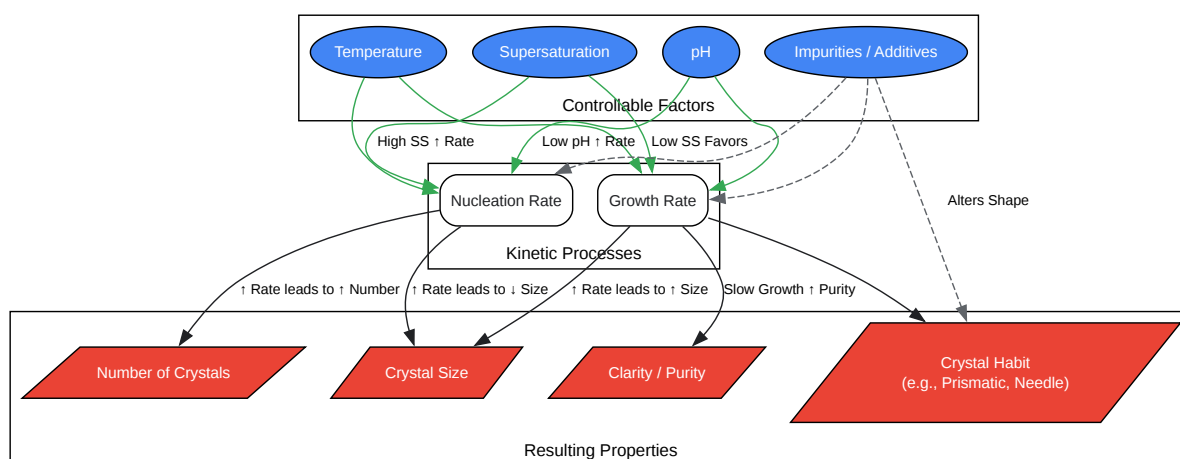 Temperature
Supersaturation
pH
Impurities / Additives
Controllable Factors
High SS ↑ Rate
Low pH ↑ Rate
Low SS Favors
Nucleation Rate
Growth Rate
Alters Shape
Kinetic Processes
↑ Rate leads to ↑ Number
↑ Rate leads to ↓ Size
↑ Rate leads to ↑ Size
Slow Growth ↑ Purity
Number of Crystals
Crystal Size
Clarity / Purity
Crystal Habit
(e.g., Prismatic, Needle)
Resulting Properties